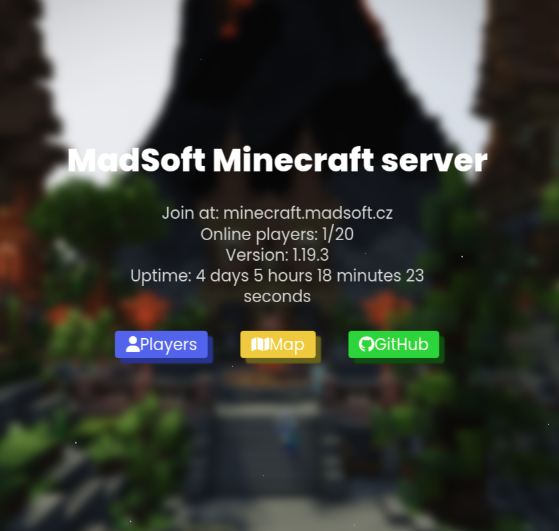 MadSoft Minecraft server
Join at: minecraft.madsoft.cz
Online players: 1/20
Version: 1.19.3
Uptime: 4 days 5 hours 18 minutes 23
seconds
Players Map GitHub